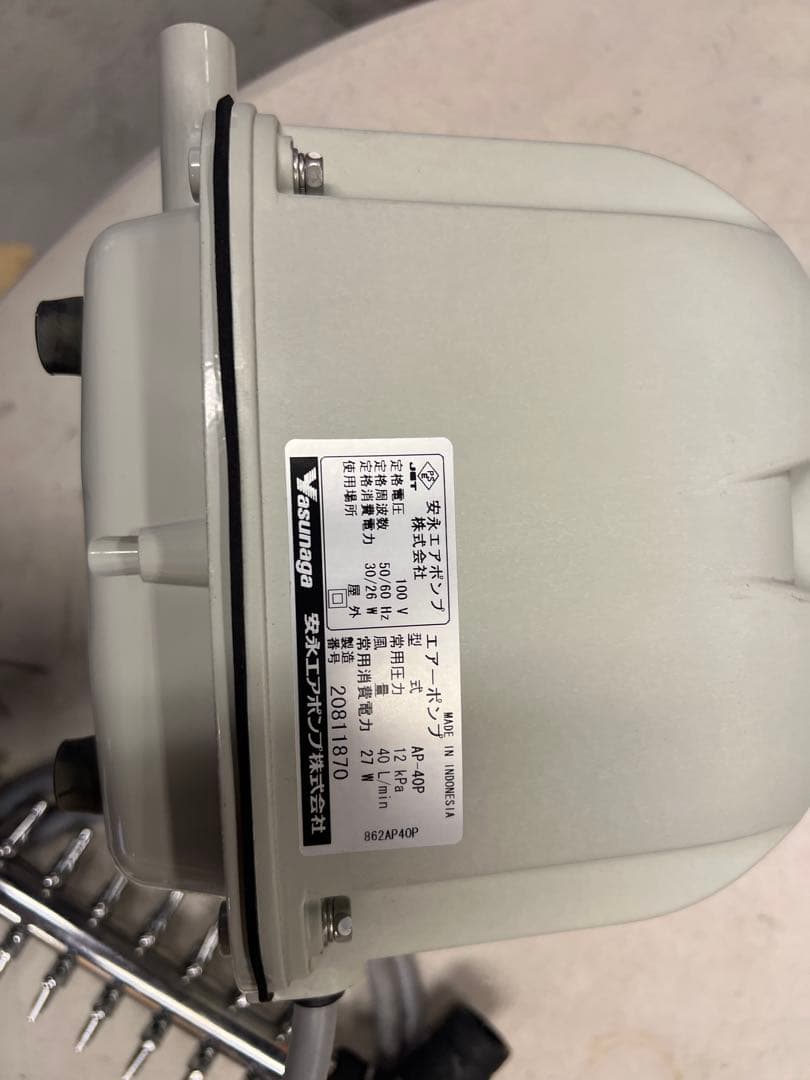 MADE IN INDONESIA
PS
E
JET
安永エアポンプ
株式会社
定格電圧 100 V
定格周波数 50/60 Hz
定格消費電力 30/26 W
使用場所 屋外
エアーポンプ
型式 AP-40P
常用圧力 12 kPa
風量 40 L/min
常用消費電力 27 W
製造番号 20811870
862AP40P
Yasunaga 安永エアポンプ株式会社